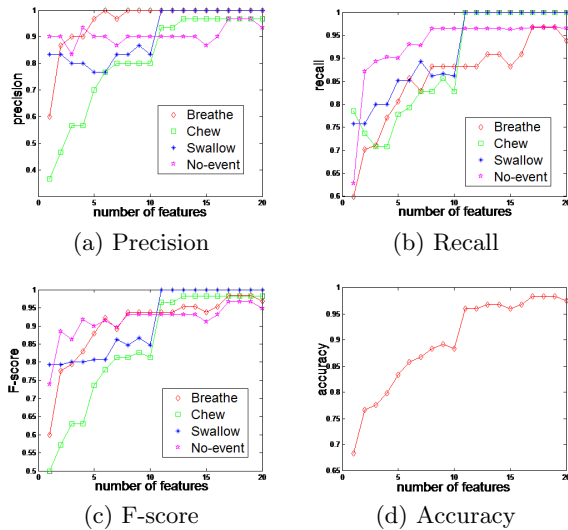 1
0.9
0.8
0.7
0.6
0.5
0.4
0 5 10 15 20
precision
number of features
Breathe
Chew
Swallow
No-event
(a) Precision
1
0.95
0.9
0.85
0.8
0.75
0.7
0.65
0.6
0 5 10 15 20
recall
number of features
Breathe
Chew
Swallow
No-event
(b) Recall
1
0.95
0.9
0.85
0.8
0.75
0.7
0.65
0.6
0.55
0.5
0 5 10 15 20
F-score
number of features
Breathe
Chew
Swallow
No-event
(c) F-score
1
0.95
0.9
0.85
0.8
0.75
0.7
0.65
0 5 10 15 20
accuracy
number of features
(d) Accuracy